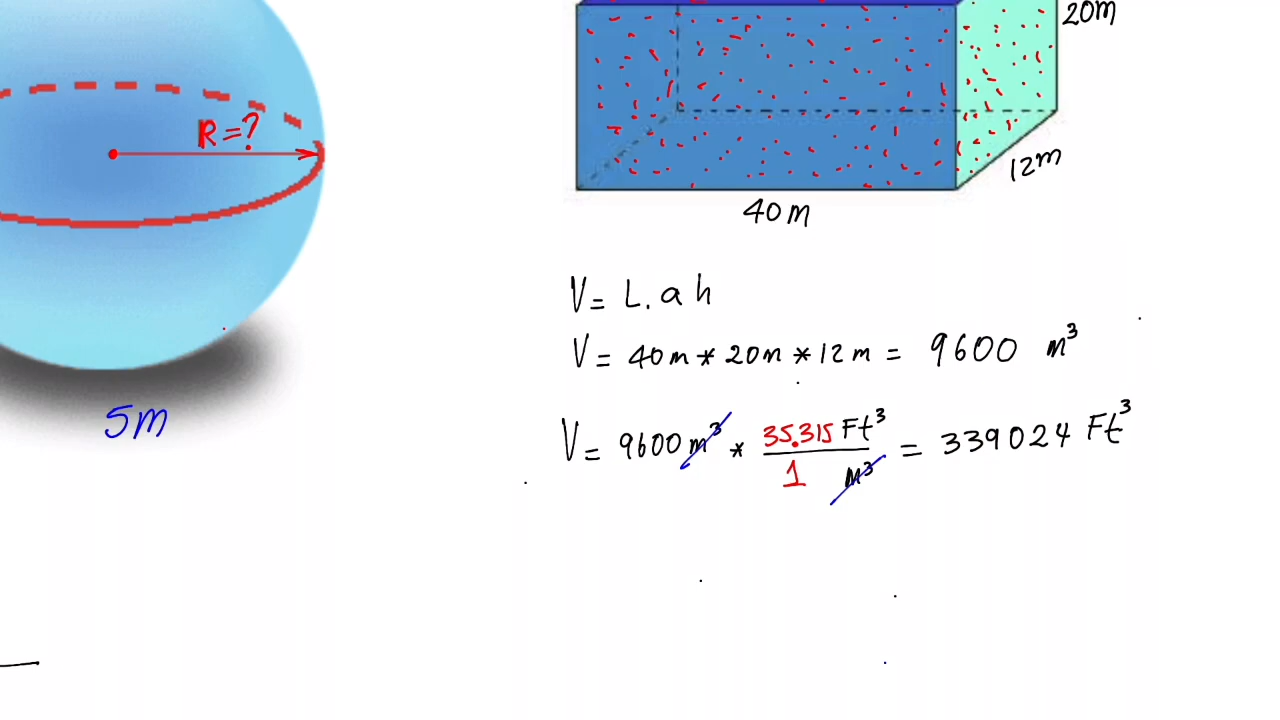 20m
R=?
12m
40m
V= L.a h
V= 40m*20m*12m = 9600 m³
5m
V= 9600 m³ * 35.315 Ft³ / 1 m³ = 339024 Ft³